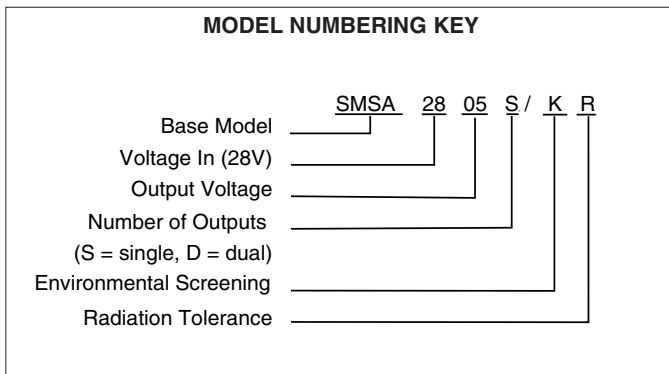 MODEL NUMBERING KEY
SMSA 28 05 S / K R
Base Model
Voltage In (28V)
Output Voltage
Number of Outputs
(S = single, D = dual)
Environmental Screening
Radiation Tolerance